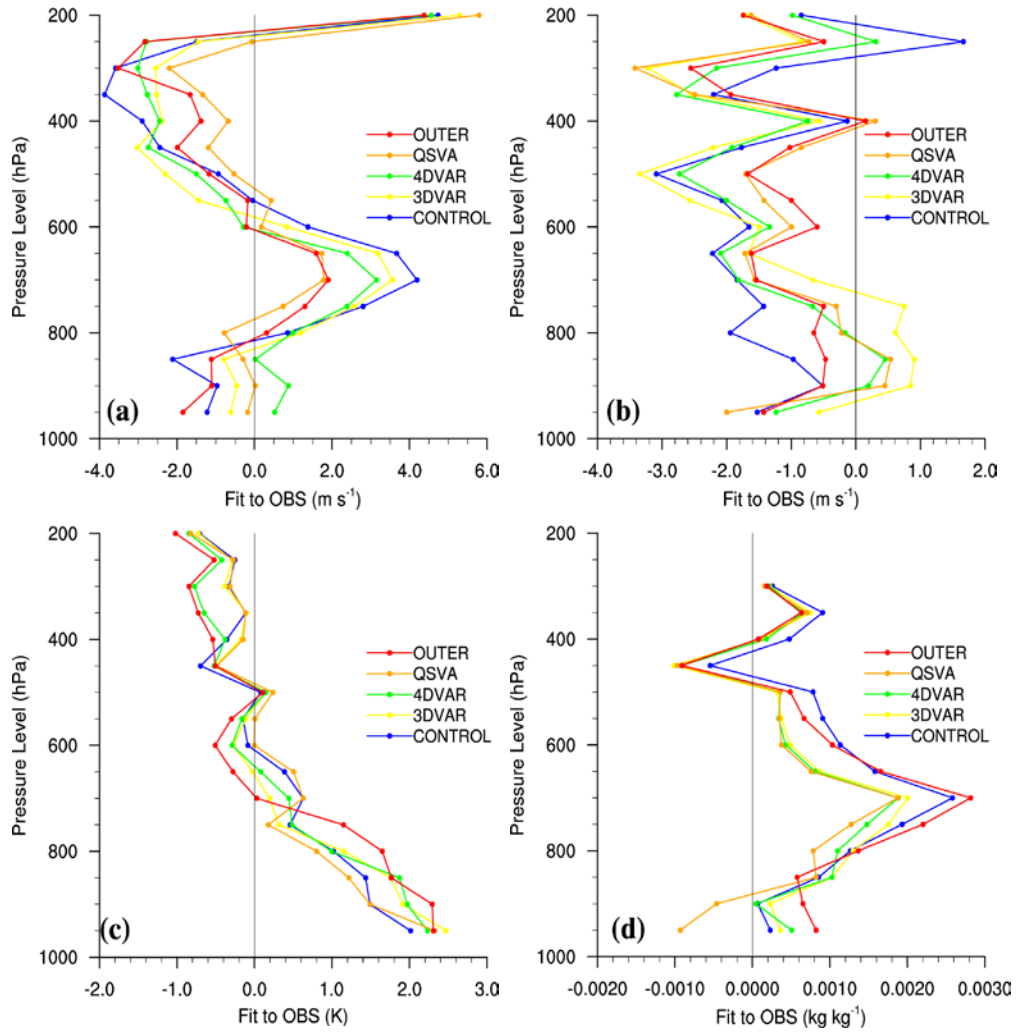 200
400
600
800
1000
Pressure Level (hPa)
OUTER
QSVA
4DVAR
3DVAR
CONTROL
(a)
-4.0 -2.0 0.0 2.0 4.0 6.0
Fit to OBS (m s⁻¹)
200
400
600
800
1000
Pressure Level (hPa)
OUTER
QSVA
4DVAR
3DVAR
CONTROL
(b)
-4.0 -3.0 -2.0 -1.0 0.0 1.0 2.0
Fit to OBS (m s⁻¹)
200
400
600
800
1000
Pressure Level (hPa)
OUTER
QSVA
4DVAR
3DVAR
CONTROL
(c)
-2.0 -1.0 0.0 1.0 2.0 3.0
Fit to OBS (K)
200
400
600
800
1000
Pressure Level (hPa)
OUTER
QSVA
4DVAR
3DVAR
CONTROL
(d)
-0.0020 -0.0010 0.0000 0.0010 0.0020 0.0030
Fit to OBS (kg kg⁻¹)